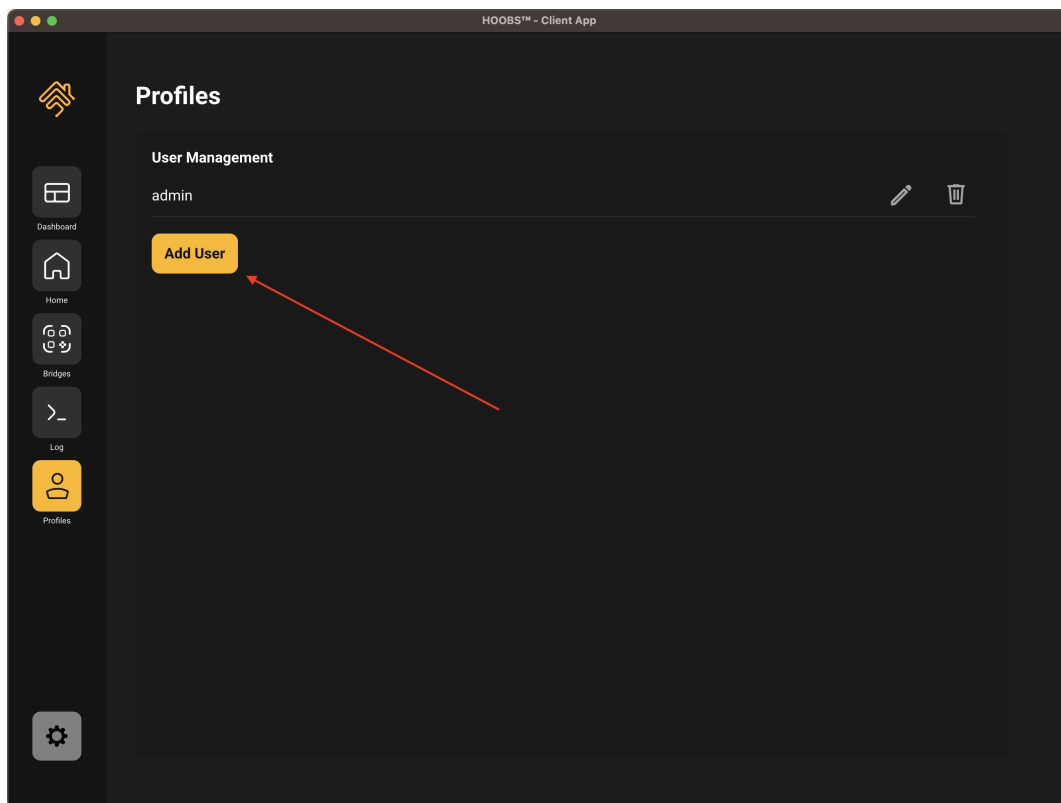 HOOBS™ - Client App
Profiles
User Management
admin
Add User
Dashboard
Home
Bridges
Log
Profiles